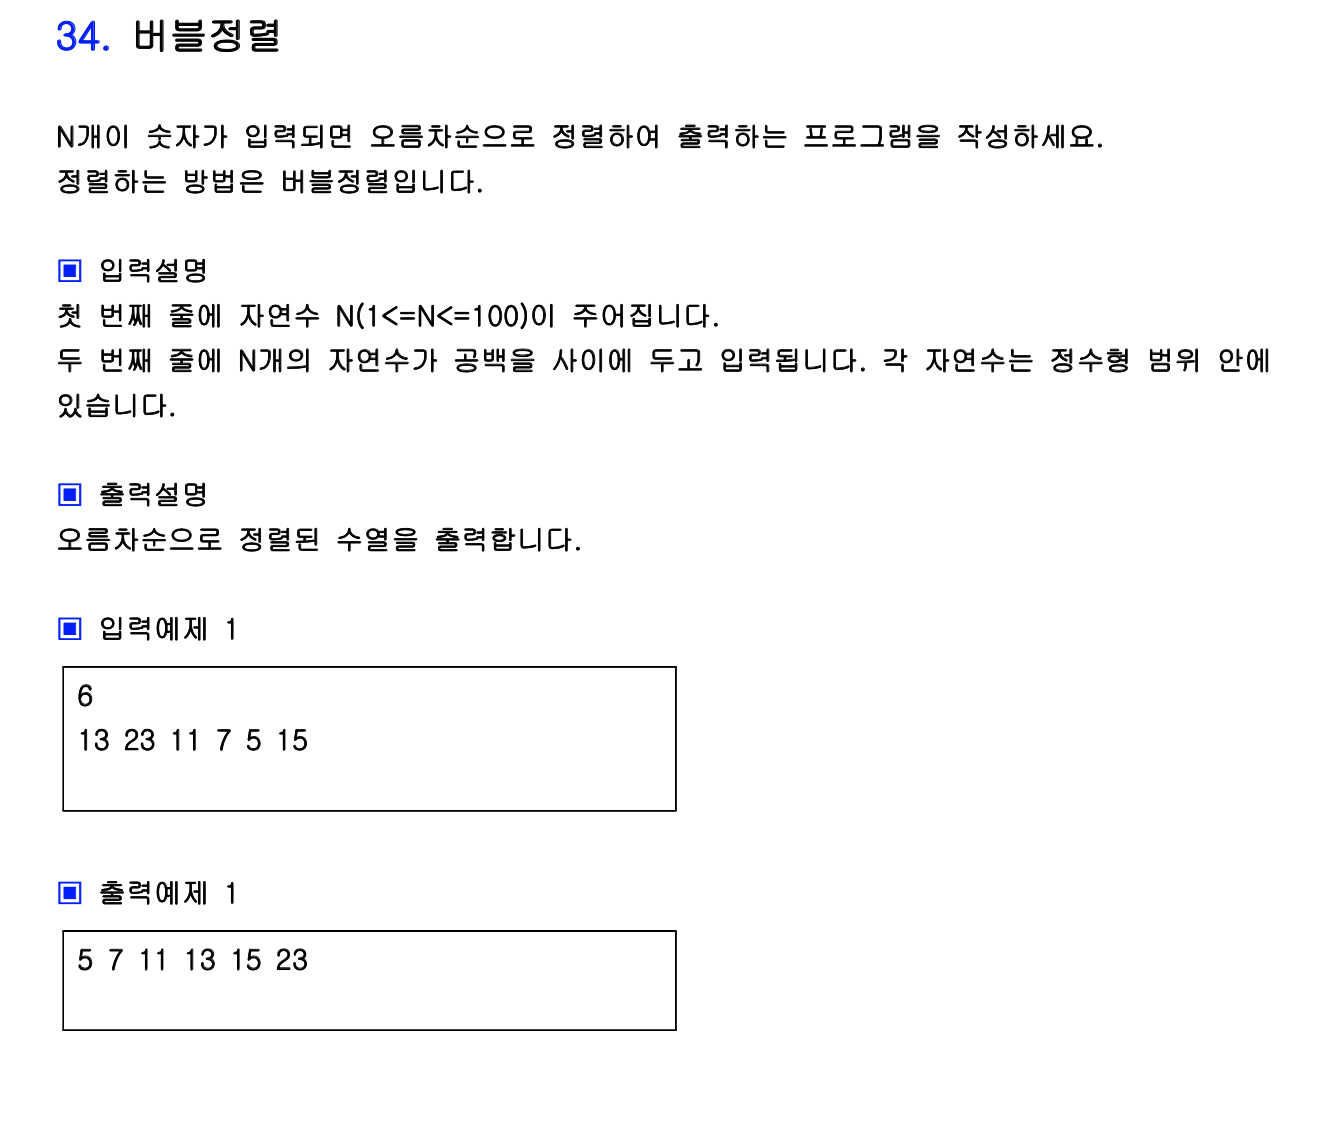 34. 버블정렬
N개이 숫자가 입력되면 오름차순으로 정렬하여 출력하는 프로그램을 작성하세요.
정렬하는 방법은 버블정렬입니다.
▣ 입력설명
첫 번째 줄에 자연수 N(1<=N<=100)이 주어집니다.
두 번째 줄에 N개의 자연수가 공백을 사이에 두고 입력됩니다. 각 자연수는 정수형 범위 안에
있습니다.
▣ 출력설명
오름차순으로 정렬된 수열을 출력합니다.
▣ 입력예제 1
6
13 23 11 7 5 15
▣ 출력예제 1
5 7 11 13 15 23